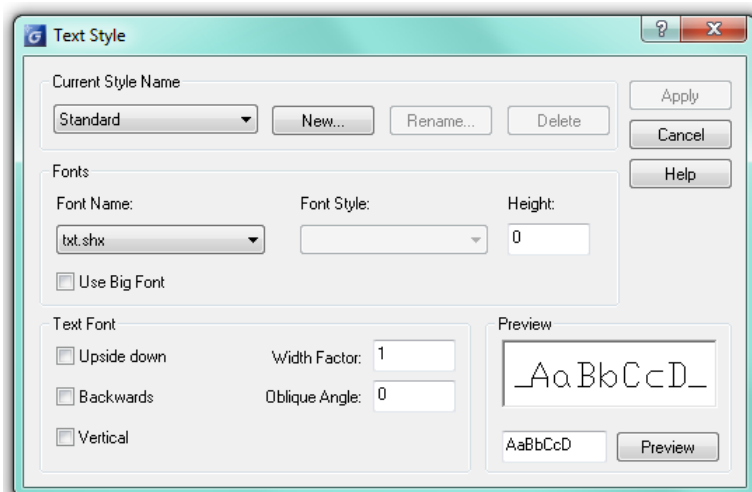 Text Style
Current Style Name
Standard
New...
Rename...
Delete
Apply
Cancel
Help
Fonts
Font Name:
Font Style:
Height:
txt.shx
0
Use Big Font
Text Font
Upside down
Width Factor: 1
Backwards
Oblique Angle: 0
Vertical
Preview
_AaBbCcD_
AaBbCcD
Preview